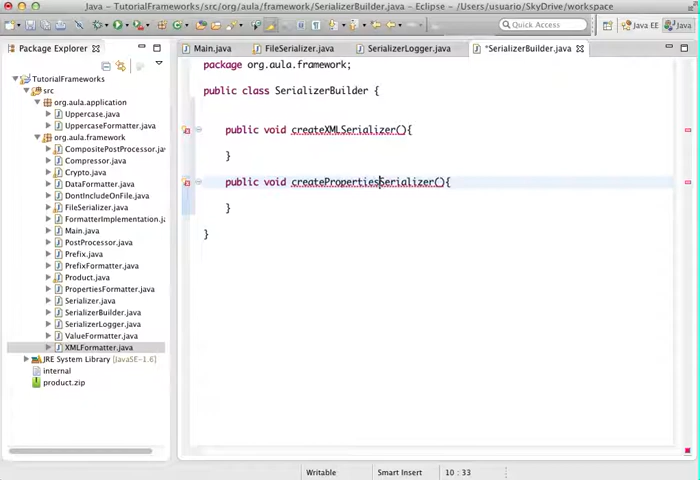 Java – TutorialFrameworks/src/org/aula/framework/SerializerBuilder.java – Eclipse – /Users/usuario/SkyDrive/workspace
Quick Access
Java EE
Java
Package Explorer
Main.java
FileSerializer.java
SerializerLogger.java
*SerializerBuilder.java
TutorialFrameworks
src
org.aula.application
Uppercase.java
UppercaseFormatter.java
org.aula.framework
CompositePostProcessor.jav
Compressor.java
Crypto.java
DataFormatter.java
DontIncludeOnFile.java
FileSerializer.java
FormatterImplementation.ja
Main.java
PostProcessor.java
Prefix.java
PrefixFormatter.java
Product.java
PropertiesFormatter.java
Serializer.java
SerializerBuilder.java
SerializerLogger.java
ValueFormatter.java
XMLFormatter.java
JRE System Library [JavaSE-1.6]
internal
product.zip
package org.aula.framework;
public class SerializerBuilder {
public void createXMLSerializer(){
}
public void createPropertiesSerializer(){
}
}
Writable
Smart Insert
10 : 33